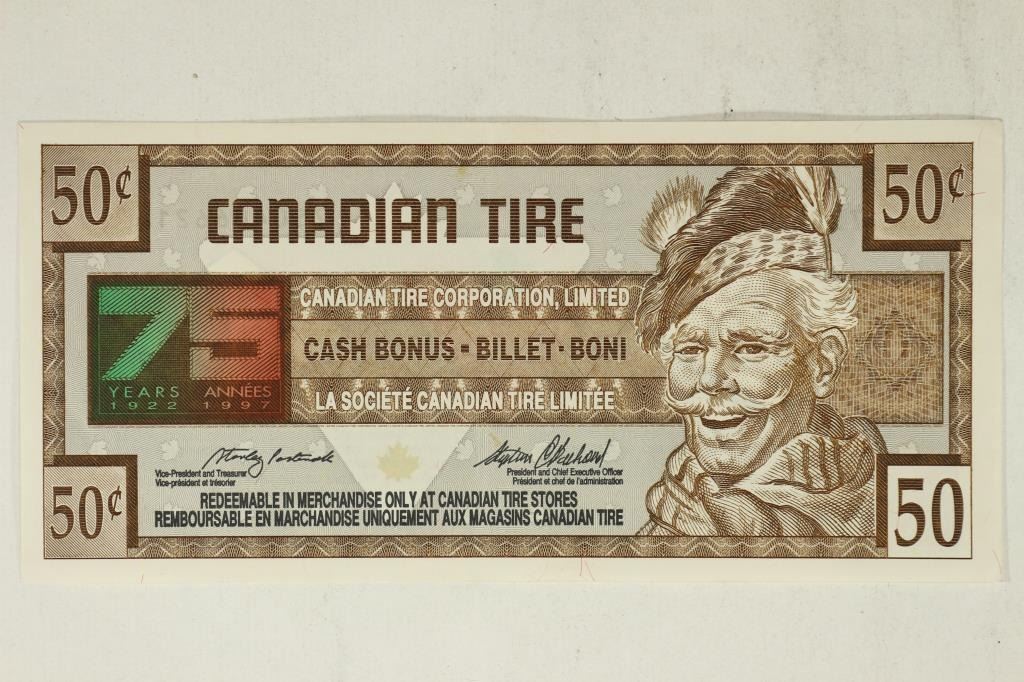 50¢ 50¢
CANADIAN TIRE
75
YEARS ANNÉES
1922 1997
CANADIAN TIRE CORPORATION, LIMITED
CASH BONUS - BILLET - BONI
LA SOCIÉTÉ CANADIAN TIRE LIMITÉE
Vice-President and Treasurer
Vice-président et trésorier
President and Chief Executive Officer
Président et chef de l'administration
REDEEMABLE IN MERCHANDISE ONLY AT CANADIAN TIRE STORES
REMBOURSABLE EN MARCHANDISE UNIQUEMENT AUX MAGASINS CANADIAN TIRE
50¢ 50